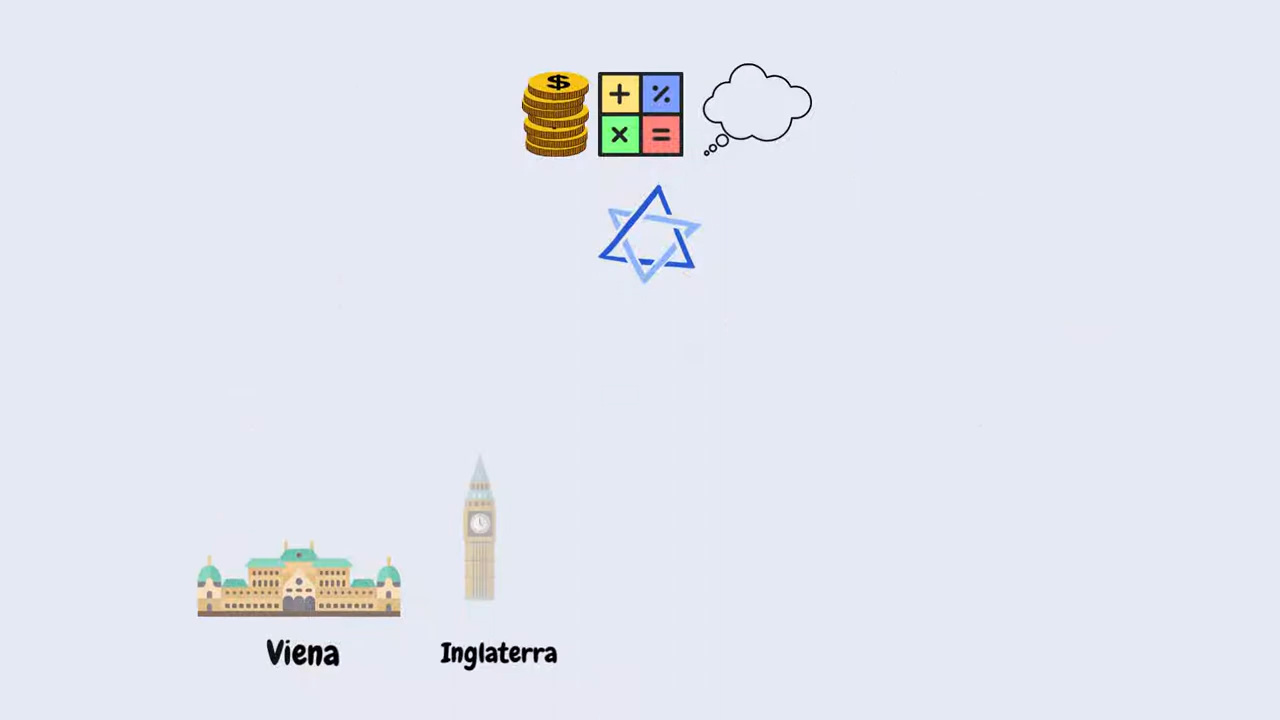 $
+ %
x =
Viena Inglaterra